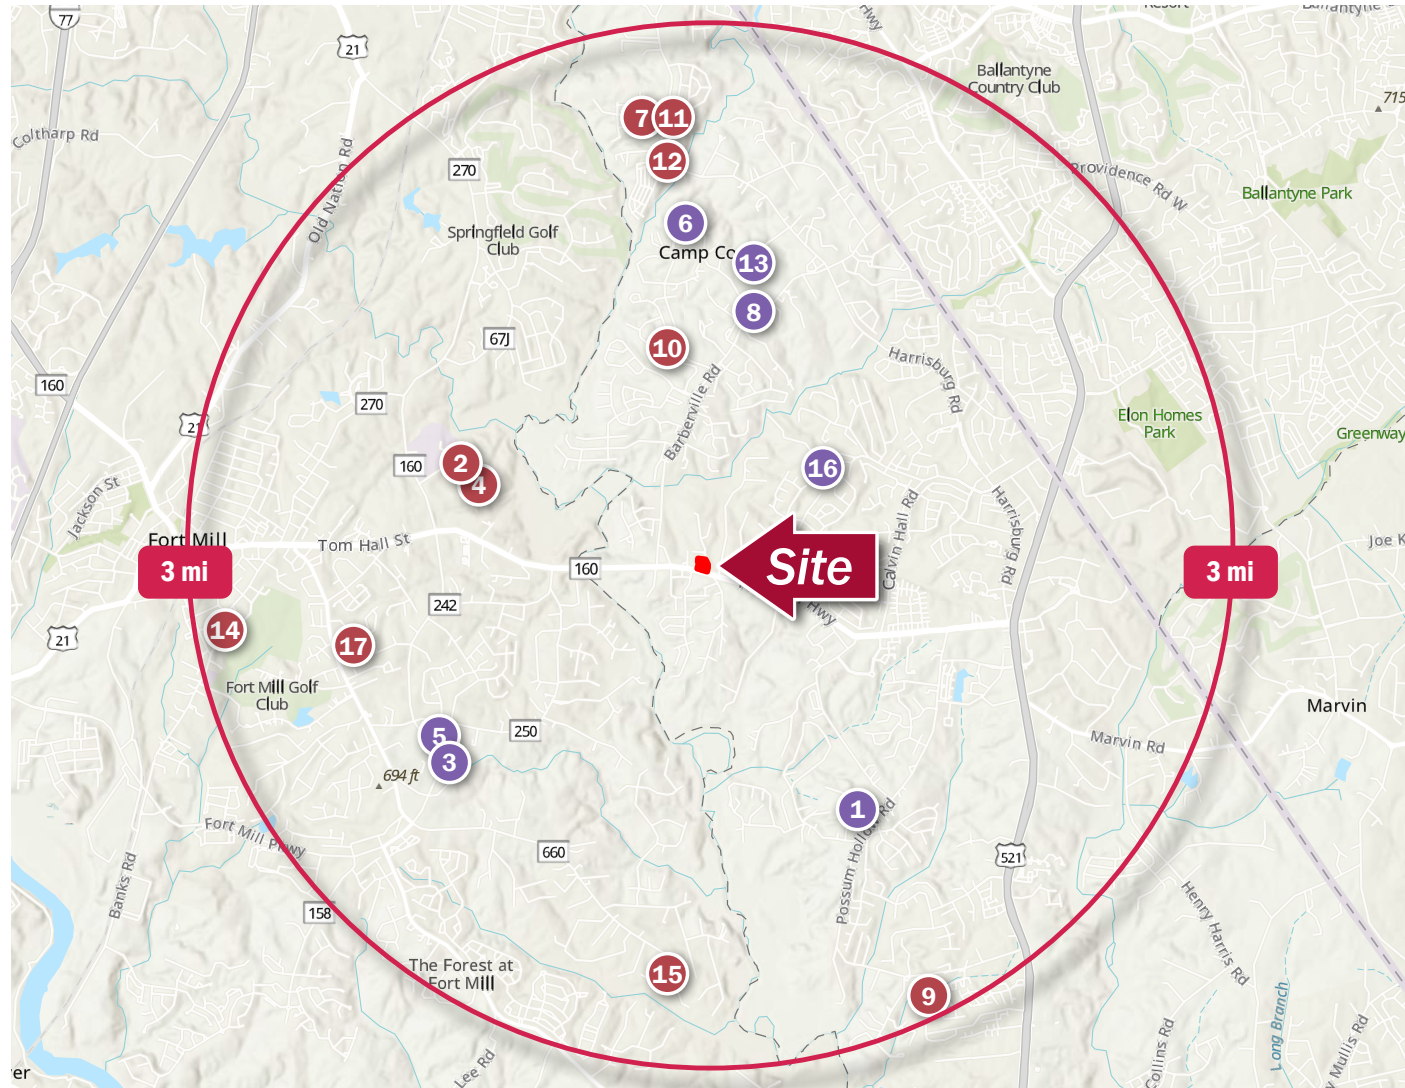 77
21
Hwy
Ballantyne
Country Club
715
Coltharp Rd
7
11
12
270
Old Nation Rd
Providence Rd W
Ballantyne Park
6
Springfield Golf
Club
Camp Co
13
8
67J
10
Harrisburg Rd
160
270
21
Barberville Rd
Elon Homes
Park
Greenway
160
2
4
16
Jackson St
Calvin Hall Rd
Harrisburg Rd
Fort Mill
Tom Hall St
Joe K
3 mi
160
Site
3 mi
242
Hwy
14
21
17
Fort Mill Golf
Club
Marvin
5
250
Marvin Rd
3
694 ft
1
Fort Mill Pkwy
660
521
Possum Hollow Rd
Banks Rd
158
Henry Harris Rd
The Forest at
Fort Mill
15
9
Long Branch
Collins Rd
Mullis Rd
Lee Rd
ver